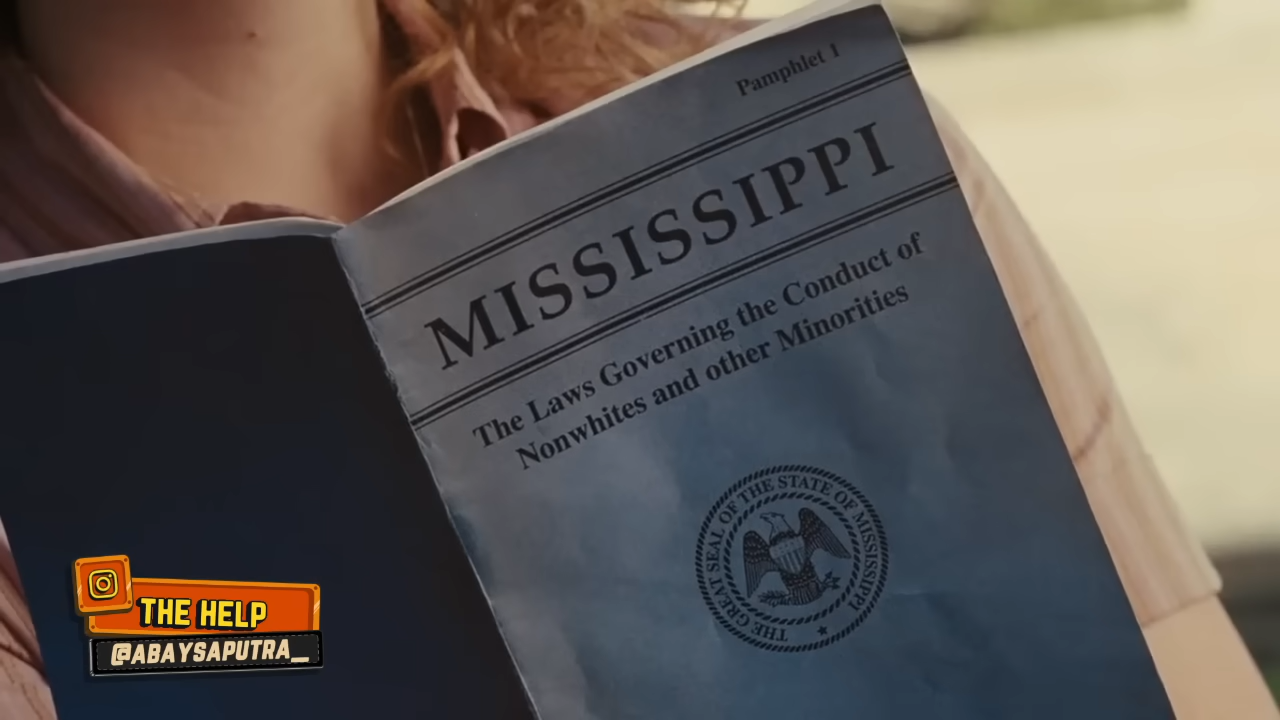 Pamphlet 1
MISSISSIPPI
The Laws Governing the Conduct of
Nonwhites and other Minorities
THE GREAT SEAL OF THE STATE OF MISSISSIPPI
THE HELP
@ABAYSAPUTRA_